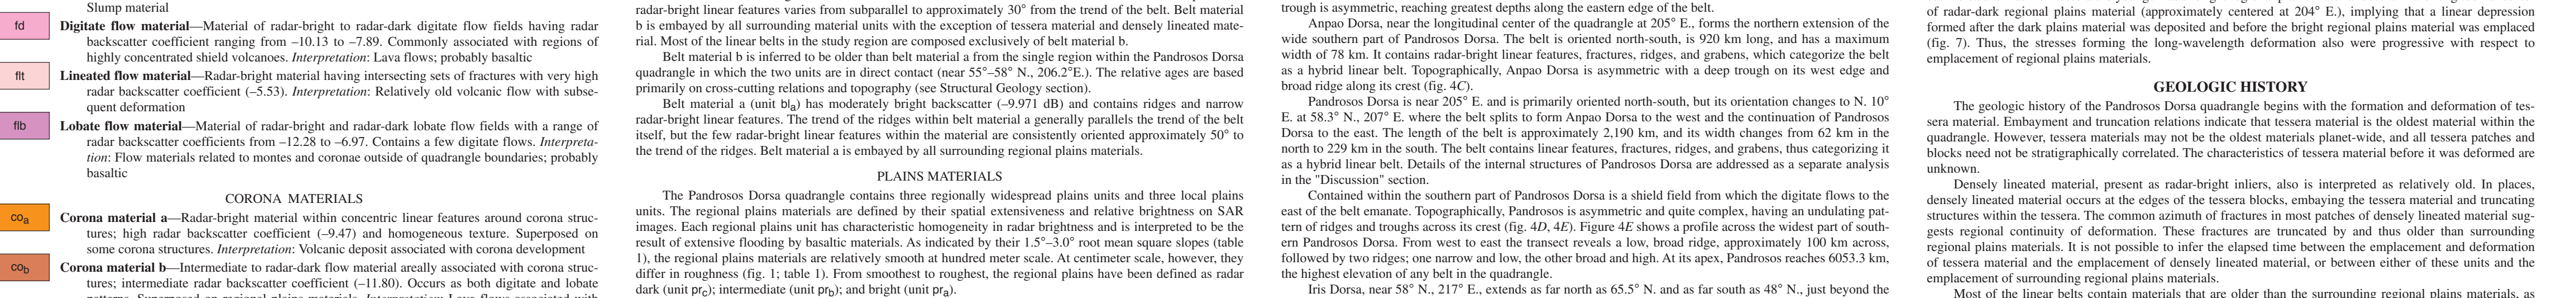 Slump material
fd
Digitate flow material—Material of radar-bright to radar-dark digitate flow fields having radar
backscatter coefficient ranging from –10.13 to –7.89. Commonly associated with regions of
highly concentrated shield volcanoes. Interpretation: Lava flows; probably basaltic
flt
Lineated flow material—Radar-bright material having intersecting sets of fractures with very high
radar backscatter coefficient (–5.53). Interpretation: Relatively old volcanic flow with subse-
quent deformation
flb
Lobate flow material—Material of radar-bright and radar-dark lobate flow fields with a range of
radar backscatter coefficients from –12.28 to –6.97. Contains a few digitate flows. Interpreta-
tion: Flow materials related to montes and coronae outside of quadrangle boundaries; probably
basaltic
CORONA MATERIALS
coa
Corona material a—Radar-bright material within concentric linear features around corona struc-
tures; high radar backscatter coefficient (–9.47) and homogeneous texture. Superposed on
some corona structures. Interpretation: Volcanic deposit associated with corona development
cob
Corona material b—Intermediate to radar-dark flow material areally associated with corona struc-
tures; intermediate radar backscatter coefficient (–11.80). Occurs as both digitate and lobate
radar-bright linear features varies from subparallel to approximately 30° from the trend of the belt. Belt material
b is embayed by all surrounding material units with the exception of tessera material and densely lineated mate-
rial. Most of the linear belts in the study region are composed exclusively of belt material b.
Belt material b is inferred to be older than belt material a from the single region within the Pandrosos Dorsa
quadrangle in which the two units are in direct contact (near 55°–58° N., 206.2°E.). The relative ages are based
primarily on cross-cutting relations and topography (see Structural Geology section).
Belt material a (unit bla) has moderately bright backscatter (–9.971 dB) and contains ridges and narrow
radar-bright linear features. The trend of the ridges within belt material a generally parallels the trend of the belt
itself, but the few radar-bright linear features within the material are consistently oriented approximately 50° to
the trend of the ridges. Belt material a is embayed by all surrounding regional plains materials.
PLAINS MATERIALS
The Pandrosos Dorsa quadrangle contains three regionally widespread plains units and three local plains
units. The regional plains materials are defined by their spatial extensiveness and relative brightness on SAR
images. Each regional plains unit has characteristic homogeneity in radar brightness and is interpreted to be the
result of extensive flooding by basaltic materials. As indicated by their 1.5°–3.0° root mean square slopes (table
1), the regional plains materials are relatively smooth at hundred meter scale. At centimeter scale, however, they
differ in roughness (fig. 1; table 1). From smoothest to roughest, the regional plains have been defined as radar
dark (unit prc); intermediate (unit prb); and bright (unit pra).
trough is asymmetric, reaching greatest depths along the eastern edge of the belt.
Anpao Dorsa, near the longitudinal center of the quadrangle at 205° E., forms the northern extension of the
wide southern part of Pandrosos Dorsa. The belt is oriented north-south, is 920 km long, and has a maximum
width of 78 km. It contains radar-bright linear features, fractures, ridges, and grabens, which categorize the belt
as a hybrid linear belt. Topographically, Anpao Dorsa is asymmetric with a deep trough on its west edge and
broad ridge along its crest (fig. 4C).
Pandrosos Dorsa is near 205° E. and is primarily oriented north-south, but its orientation changes to N. 10°
E. at 58.3° N., 207° E. where the belt splits to form Anpao Dorsa to the west and the continuation of Pandrosos
Dorsa to the east. The length of the belt is approximately 2,190 km, and its width changes from 62 km in the
north to 229 km in the south. The belt contains linear features, fractures, ridges, and grabens, thus categorizing it
as a hybrid linear belt. Details of the internal structures of Pandrosos Dorsa are addressed as a separate analysis
in the "Discussion" section.
Contained within the southern part of Pandrosos Dorsa is a shield field from which the digitate flows to the
east of the belt emanate. Topographically, Pandrosos is asymmetric and quite complex, having an undulating pat-
tern of ridges and troughs across its crest (fig. 4D, 4E). Figure 4E shows a profile across the widest part of south-
ern Pandrosos Dorsa. From west to east the transect reveals a low, broad ridge, approximately 100 km across,
followed by two ridges; one narrow and low, the other broad and high. At its apex, Pandrosos reaches 6053.3 km,
the highest elevation of any belt in the quadrangle.
Iris Dorsa, near 58° N., 217° E., extends as far north as 65.5° N. and as far south as 48° N., just beyond the
of radar-dark regional plains material (approximately centered at 204° E.), implying that a linear depression
formed after the dark plains material was deposited and before the bright regional plains material was emplaced
(fig. 7). Thus, the stresses forming the long-wavelength deformation also were progressive with respect to
emplacement of regional plains materials.
GEOLOGIC HISTORY
The geologic history of the Pandrosos Dorsa quadrangle begins with the formation and deformation of tes-
sera material. Embayment and truncation relations indicate that tessera material is the oldest material within the
quadrangle. However, tessera materials may not be the oldest materials planet-wide, and all tessera patches and
blocks need not be stratigraphically correlated. The characteristics of tessera material before it was deformed are
unknown.
Densely lineated material, present as radar-bright inliers, also is interpreted as relatively old. In places,
densely lineated material occurs at the edges of the tessera blocks, embaying the tessera material and truncating
structures within the tessera. The common azimuth of fractures in most patches of densely lineated material sug-
gests regional continuity of deformation. These fractures are truncated by and thus older than surrounding
regional plains materials. It is not possible to infer the elapsed time between the emplacement and deformation
of tessera material and the emplacement of densely lineated material, or between either of these units and the
emplacement of surrounding regional plains materials.
Most of the linear belts contain materials that are older than the surrounding regional plains materials, as